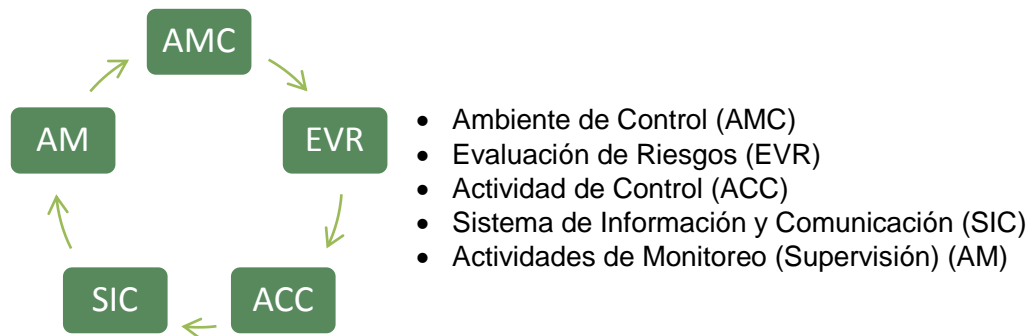 AMC
AM
EVR
SIC
ACC
• Ambiente de Control (AMC)
• Evaluación de Riesgos (EVR)
• Actividad de Control (ACC)
• Sistema de Información y Comunicación (SIC)
• Actividades de Monitoreo (Supervisión) (AM)